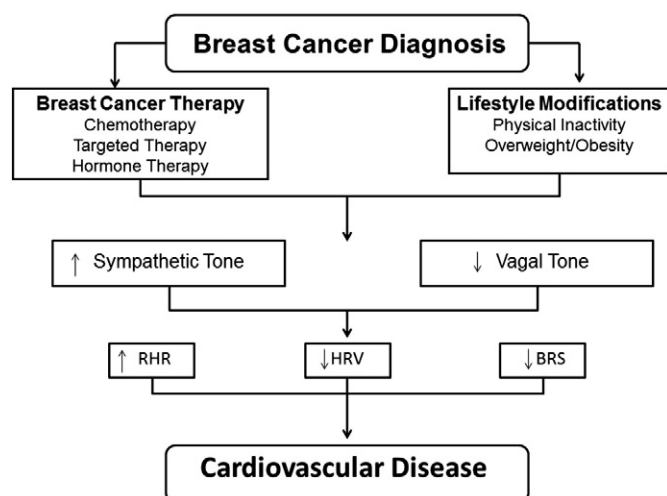 Breast Cancer Diagnosis
Breast Cancer Therapy
Chemotherapy
Targeted Therapy
Hormone Therapy
Lifestyle Modifications
Physical Inactivity
Overweight/Obesity
↑ Sympathetic Tone
↓ Vagal Tone
↑ RHR
↓HRV
↓BRS
Cardiovascular Disease